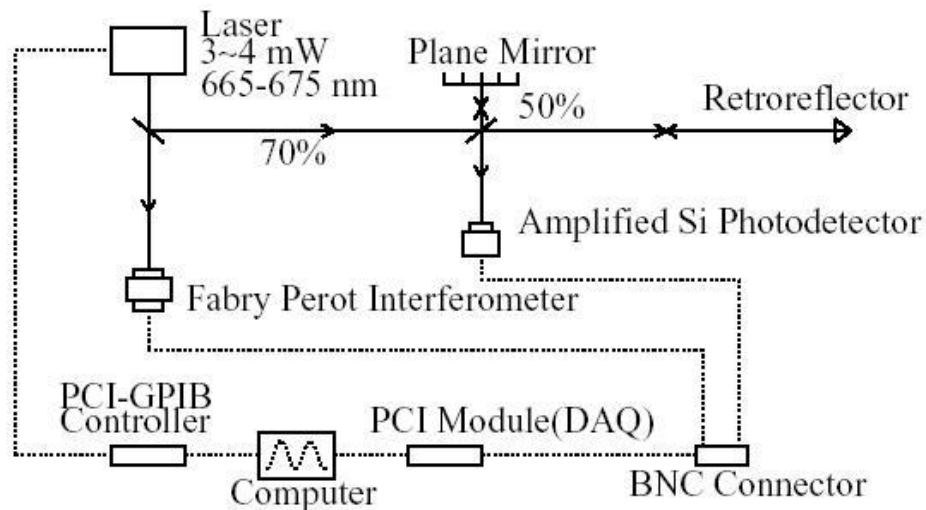 Laser
3~4 mW
665-675 nm
Plane Mirror
50%
Retroreflector
70%
Amplified Si Photodetector
Fabry Perot Interferometer
PCI-GPIB
Controller
PCI Module(DAQ)
Computer
BNC Connector